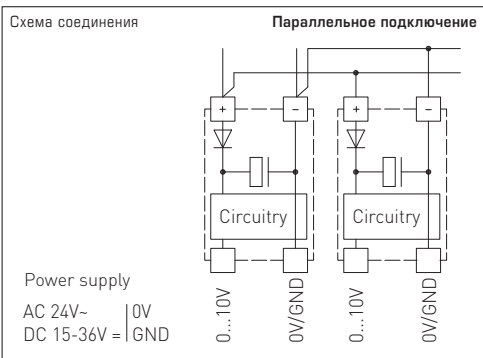 Схема соединения
Параллельное подключение
+
−
+
−
Circuitry
Circuitry
Power supply
AC 24V~ 0V
DC 15-36V = GND
0...10V
0V/GND
0...10V
0V/GND